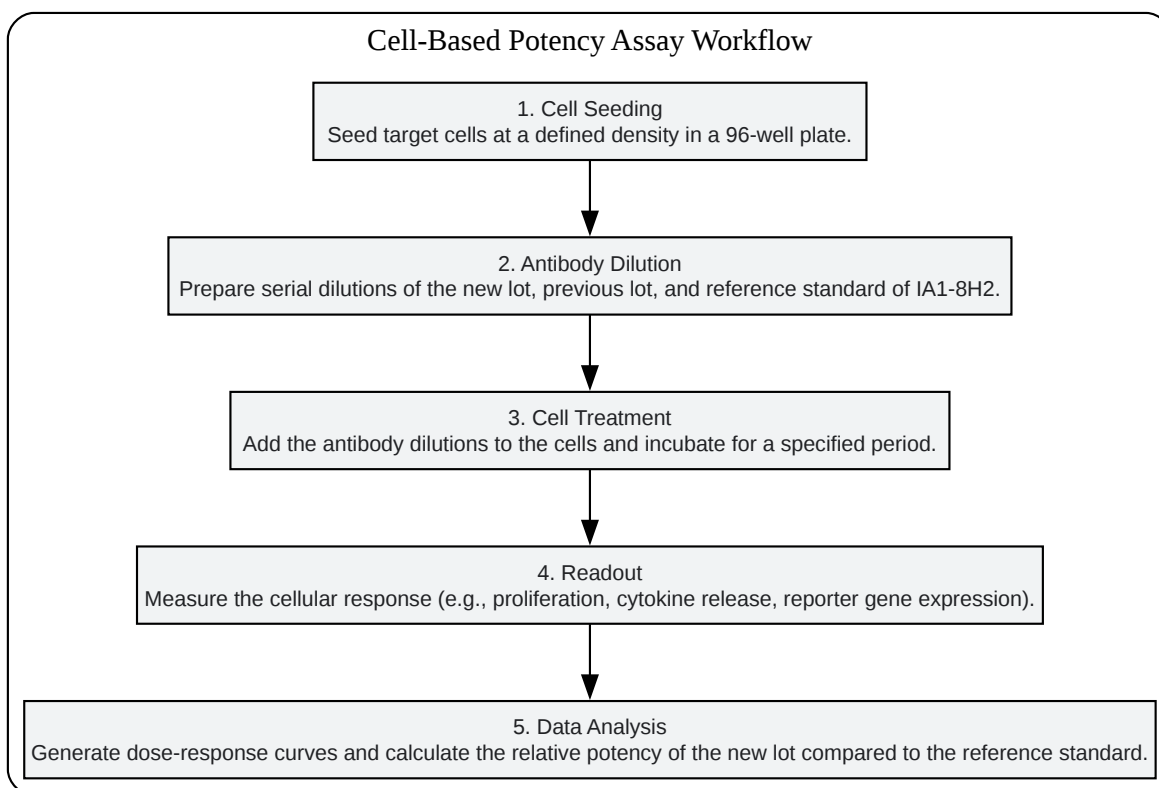 Cell-Based Potency Assay Workflow
1. Cell Seeding
Seed target cells at a defined density in a 96-well plate.
2. Antibody Dilution
Prepare serial dilutions of the new lot, previous lot, and reference standard of IA1-8H2.
3. Cell Treatment
Add the antibody dilutions to the cells and incubate for a specified period.
4. Readout
Measure the cellular response (e.g., proliferation, cytokine release, reporter gene expression).
5. Data Analysis
Generate dose-response curves and calculate the relative potency of the new lot compared to the reference standard.